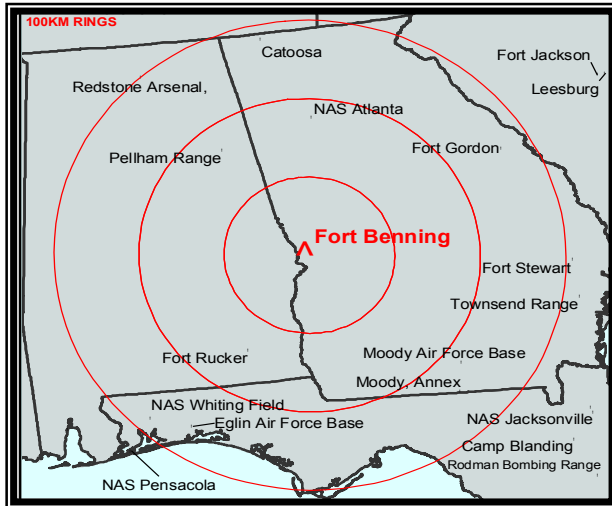 100KM RINGS
Catoosa
Fort Jackson
Leesburg
Redstone Arsenal,
NAS Atlanta
Fort Gordon
Pellham Range
Fort Benning
Fort Stewart
Townsend Range
Fort Rucker
Moody Air Force Base
Moody, Annex
NAS Whiting Field
Eglin Air Force Base
NAS Jacksonville
Camp Blanding
Rodman Bombing Range
NAS Pensacola